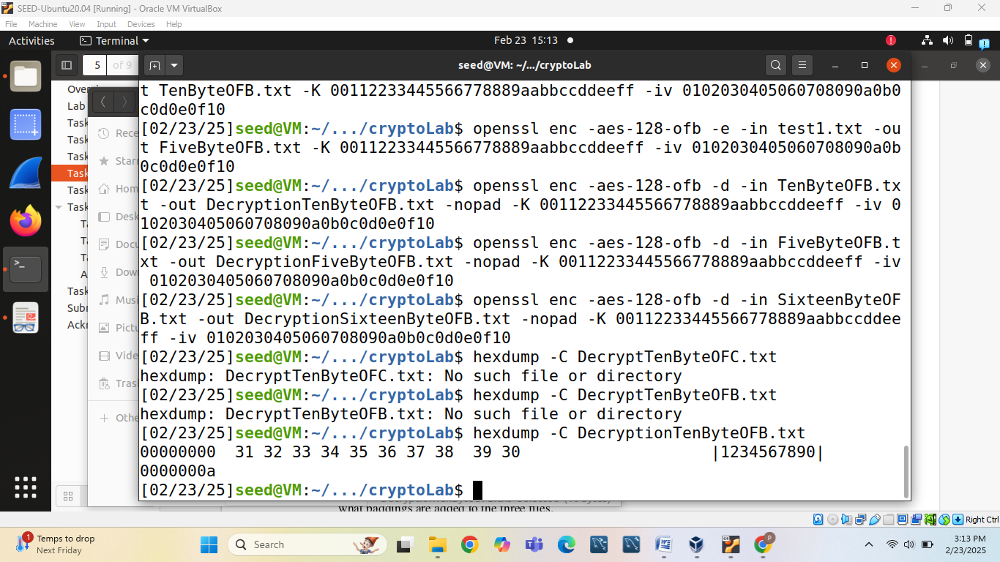 SEED-Ubuntu20.04 [Running] - Oracle VM VirtualBox
File Machine View Input Devices Help
Activities Terminal Feb 23 15:13
5 of 9
seed@VM: ~/.../cryptoLab
Lab
Task
Task
Task
Task
Task
Task
Task
Rece
Starr
Hom
Desk
Docu
Dow
Musi
Pictu
Vide
Tras
Othe
t TenByteOFB.txt -K 00112233445566778889aabbccddeeff -iv 0102030405060708090a0b0
c0d0e0f10
[02/23/25]seed@VM:~/.../cryptoLab$ openssl enc -aes-128-ofb -e -in test1.txt -ou
t FiveByteOFB.txt -K 00112233445566778889aabbccddeeff -iv 0102030405060708090a0b
0c0d0e0f10
[02/23/25]seed@VM:~/.../cryptoLab$ openssl enc -aes-128-ofb -d -in TenByteOFB.tx
t -out DecryptionTenByteOFB.txt -nopad -K 00112233445566778889aabbccddeeff -iv 0
102030405060708090a0b0c0d0e0f10
[02/23/25]seed@VM:~/.../cryptoLab$ openssl enc -aes-128-ofb -d -in FiveByteOFB.t
xt -out DecryptionFiveByteOFB.txt -nopad -K 00112233445566778889aabbccddeeff -iv
0102030405060708090a0b0c0d0e0f10
[02/23/25]seed@VM:~/.../cryptoLab$ openssl enc -aes-128-ofb -d -in SixteenByteOF
B.txt -out DecryptionSixteenByteOFB.txt -nopad -K 00112233445566778889aabbccddee
ff -iv 0102030405060708090a0b0c0d0e0f10
[02/23/25]seed@VM:~/.../cryptoLab$ hexdump -C DecryptTenByteOFC.txt
hexdump: DecryptTenByteOFC.txt: No such file or directory
[02/23/25]seed@VM:~/.../cryptoLab$ hexdump -C DecryptTenByteOFB.txt
hexdump: DecryptTenByteOFB.txt: No such file or directory
[02/23/25]seed@VM:~/.../cryptoLab$ hexdump -C DecryptionTenByteOFB.txt
00000000 31 32 33 34 35 36 37 38 39 30 |1234567890|
0000000a
[02/23/25]seed@VM:~/.../cryptoLab$
what paddings are added to the three files.
Right Ctrl
1
Temps to drop
Next Friday
Search
3:13 PM
2/23/2025